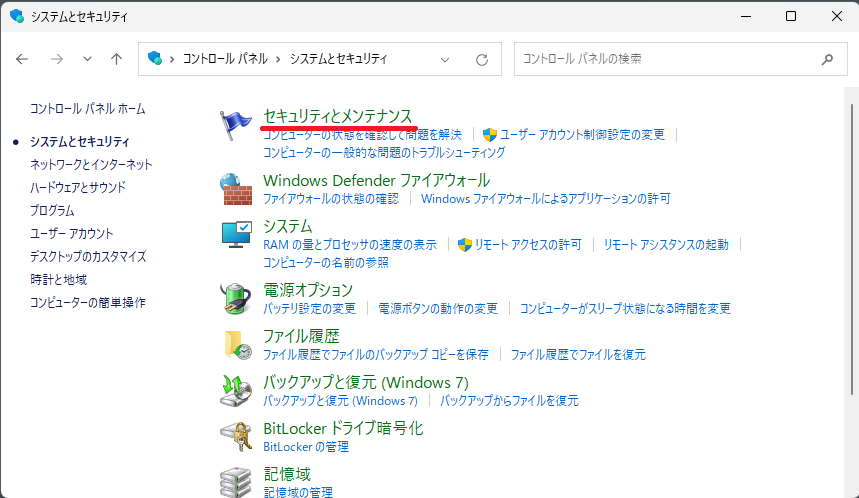 システムとセキュリティ
コントロール パネル システムとセキュリティ
コントロール パネルの検索
コントロール パネル ホーム
システムとセキュリティ
ネットワークとインターネット
ハードウェアとサウンド
プログラム
ユーザー アカウント
デスクトップのカスタマイズ
時計と地域
コンピューターの簡単操作
セキュリティとメンテナンス
コンピューターの状態を確認して問題を解決 ユーザー アカウント制御設定の変更
コンピューターの一般的な問題のトラブルシューティング
Windows Defender ファイアウォール
ファイアウォールの状態の確認 Windows ファイアウォールによるアプリケーションの許可
システム
RAM の量とプロセッサの速度の表示 リモート アクセスの許可 リモート アシスタンスの起動
コンピューターの名前の参照
電源オプション
バッテリ設定の変更 電源ボタンの動作の変更 コンピューターがスリープ状態になる時間を変更
ファイル履歴
ファイル履歴でファイルのバックアップ コピーを保存 ファイル履歴でファイルを復元
バックアップと復元 (Windows 7)
バックアップと復元 (Windows 7) バックアップからファイルを復元
BitLocker ドライブ暗号化
BitLocker の管理
記憶域
記憶域の管理